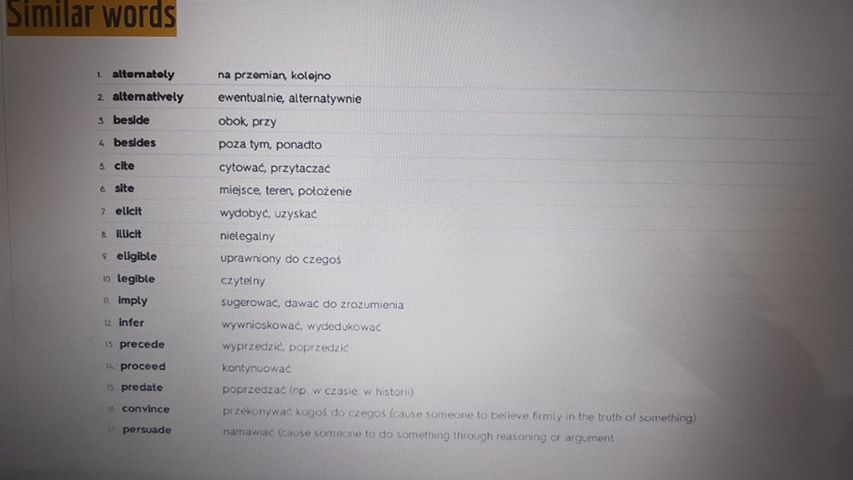 Similar words
1. alternately na przemian, kolejno
2. alternatively ewentualnie, alternatywnie
3. beside obok, przy
4. besides poza tym, ponadto
5. cite cytować, przytaczać
6. site miejsce, teren, położenie
7. elicit wydobyć, uzyskać
8. illicit nielegalny
9. eligible uprawniony do czegoś
10. legible czytelny
11. imply sugerować, dawać do zrozumienia
12. infer wywnioskować, wydedukować
13. precede wyprzedzić, poprzedzić
14. proceed kontynuować
15. predate poprzedzać (np. w czasie, w historii)
16. convince przekonywać kogoś do czegoś (cause someone to believe firmly in the truth of something)
17. persuade namawiać (cause someone to do something through reasoning or argument